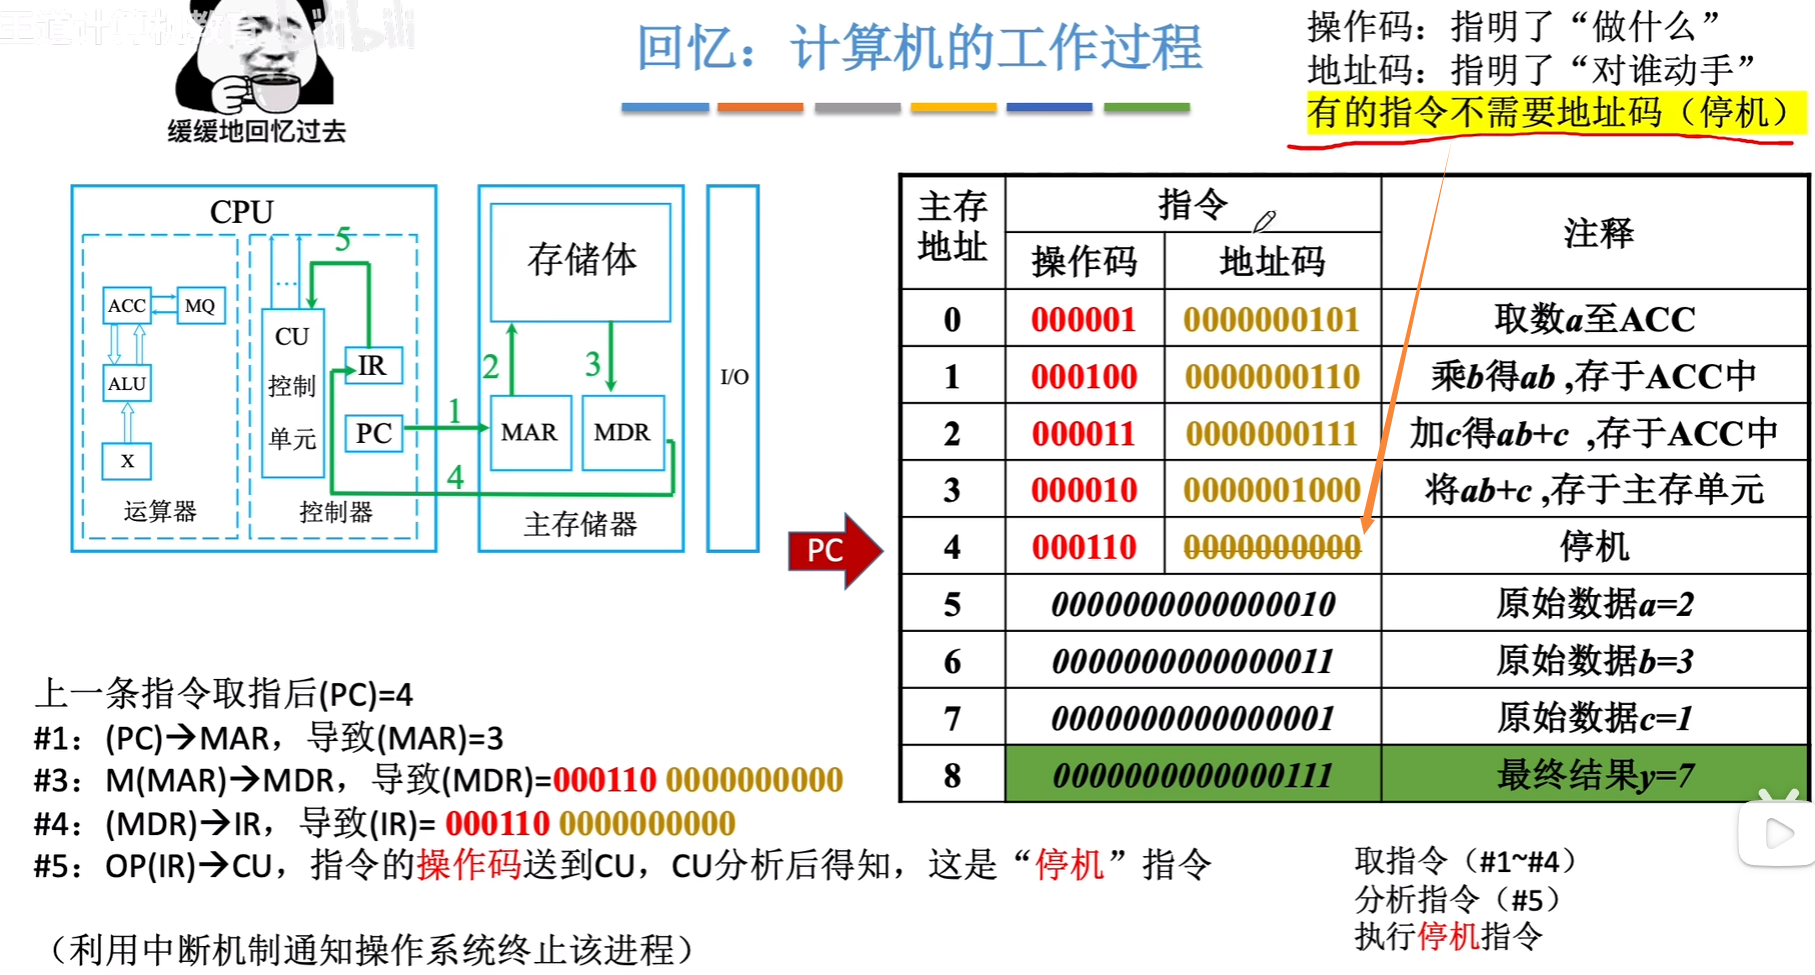 王道计算机教育 bilibili
缓缓地回忆过去
回忆：计算机的工作过程
操作码：指明了“做什么”
地址码：指明了“对谁动手”
有的指令不需要地址码（停机）
CPU
5
ACC
MQ
ALU
X
运算器
...
CU
控制
单元
IR
PC
控制器
1
4
存储体
2
3
MAR
MDR
主存储器
I/O
PC
主存地址 指令 注释
操作码 地址码
0 000001 0000000101 取数a至ACC
1 000100 0000000110 乘b得ab ,存于ACC中
2 000011 0000000111 加c得ab+c ,存于ACC中
3 000010 0000001000 将ab+c ,存于主存单元
4 000110 0000000000 停机
5 0000000000000010 原始数据a=2
6 0000000000000011 原始数据b=3
7 0000000000000001 原始数据c=1
8 0000000000000111 最终结果y=7
上一条指令取指后(PC)=4
#1：(PC)→MAR，导致(MAR)=3
#3：M(MAR)→MDR，导致(MDR)=000110 0000000000
#4：(MDR)→IR，导致(IR)= 000110 0000000000
#5：OP(IR)→CU，指令的操作码送到CU，CU分析后得知，这是“停机”指令
（利用中断机制通知操作系统终止该进程）
取指令（#1~#4）
分析指令（#5）
执行停机指令